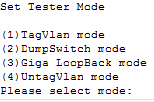 Set Tester Mode
(1)TagVlan mode
(2)DumpSwitch mode
(3)Giga LoopBack mode
(4)UntagVlan mode
Please select mode: